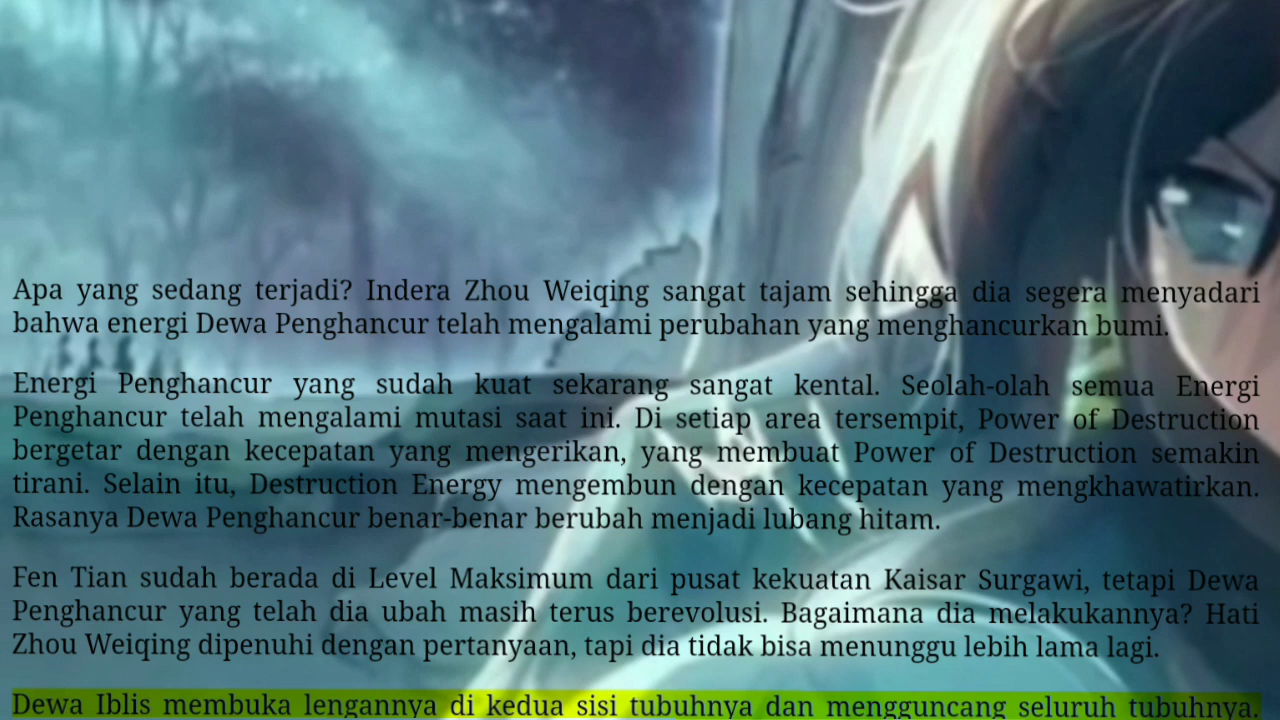 Apa yang sedang terjadi? Indera Zhou Weiqing sangat tajam sehingga dia segera menyadari
bahwa energi Dewa Penghancur telah mengalami perubahan yang menghancurkan bumi.
Energi Penghancur yang sudah kuat sekarang sangat kental. Seolah-olah semua Energi
Penghancur telah mengalami mutasi saat ini. Di setiap area tersempit, Power of Destruction
bergetar dengan kecepatan yang mengerikan, yang membuat Power of Destruction semakin
tirani. Selain itu, Destruction Energy mengembun dengan kecepatan yang mengkhawatirkan.
Rasanya Dewa Penghancur benar-benar berubah menjadi lubang hitam.
Fen Tian sudah berada di Level Maksimum dari pusat kekuatan Kaisar Surgawi, tetapi Dewa
Penghancur yang telah dia ubah masih terus berevolusi. Bagaimana dia melakukannya? Hati
Zhou Weiqing dipenuhi dengan pertanyaan, tapi dia tidak bisa menunggu lebih lama lagi.
Dewa Iblis membuka lengannya di kedua sisi tubuhnya dan mengguncang seluruh tubuhnya.